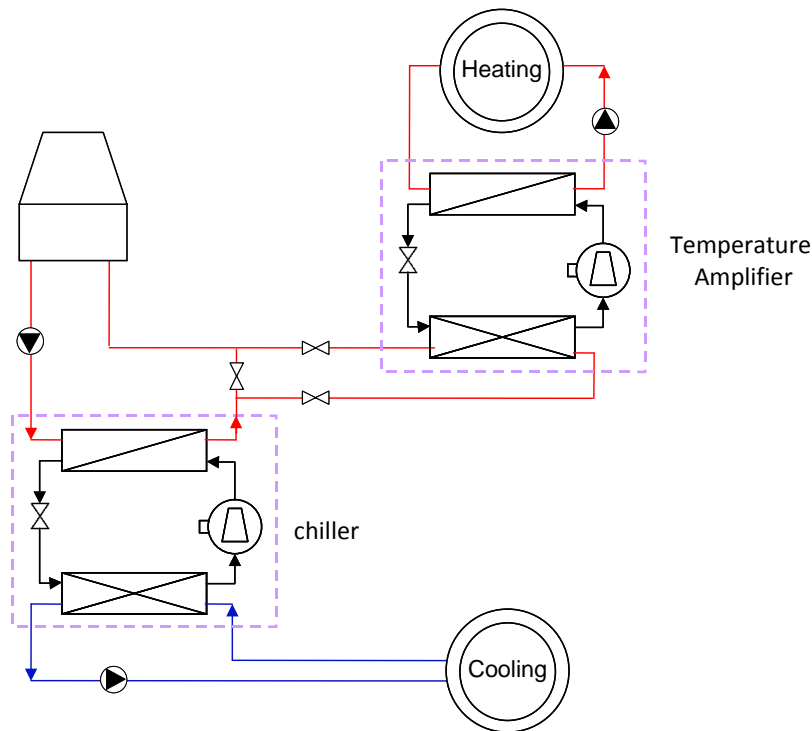 Heating
Temperature
Amplifier
chiller
Cooling